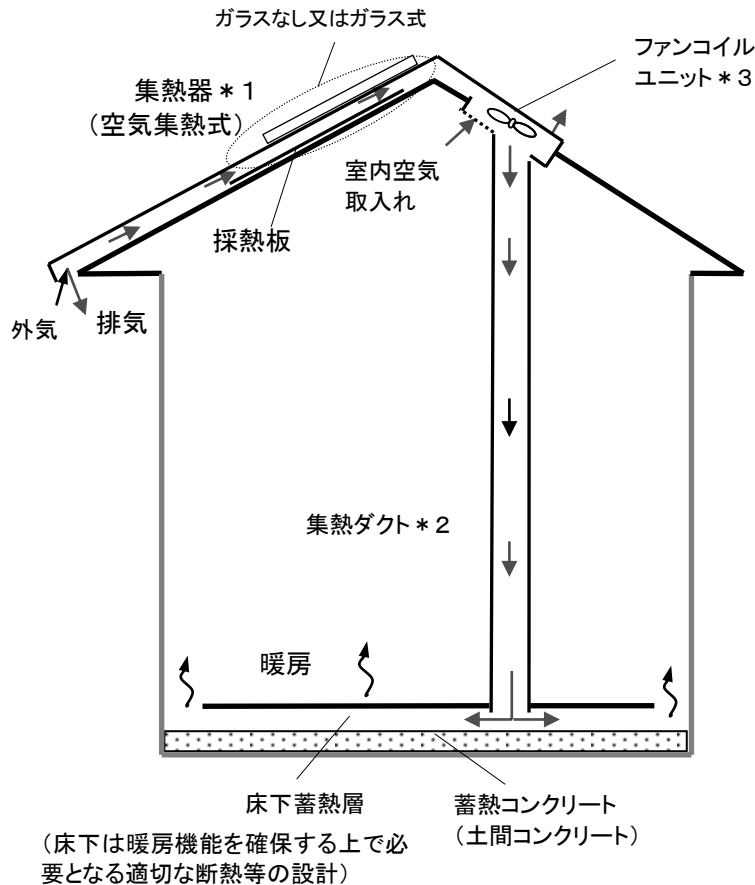 ガラスなし又はガラス式
集熱器＊１
（空気集熱式）
ファンコイル
ユニット＊３
室内空気
取入れ
採熱板
外気
排気
集熱ダクト＊２
暖房
床下蓄熱層
（床下は暖房機能を確保する上で必
要となる適切な断熱等の設計）
蓄熱コンクリート
（土間コンクリート）